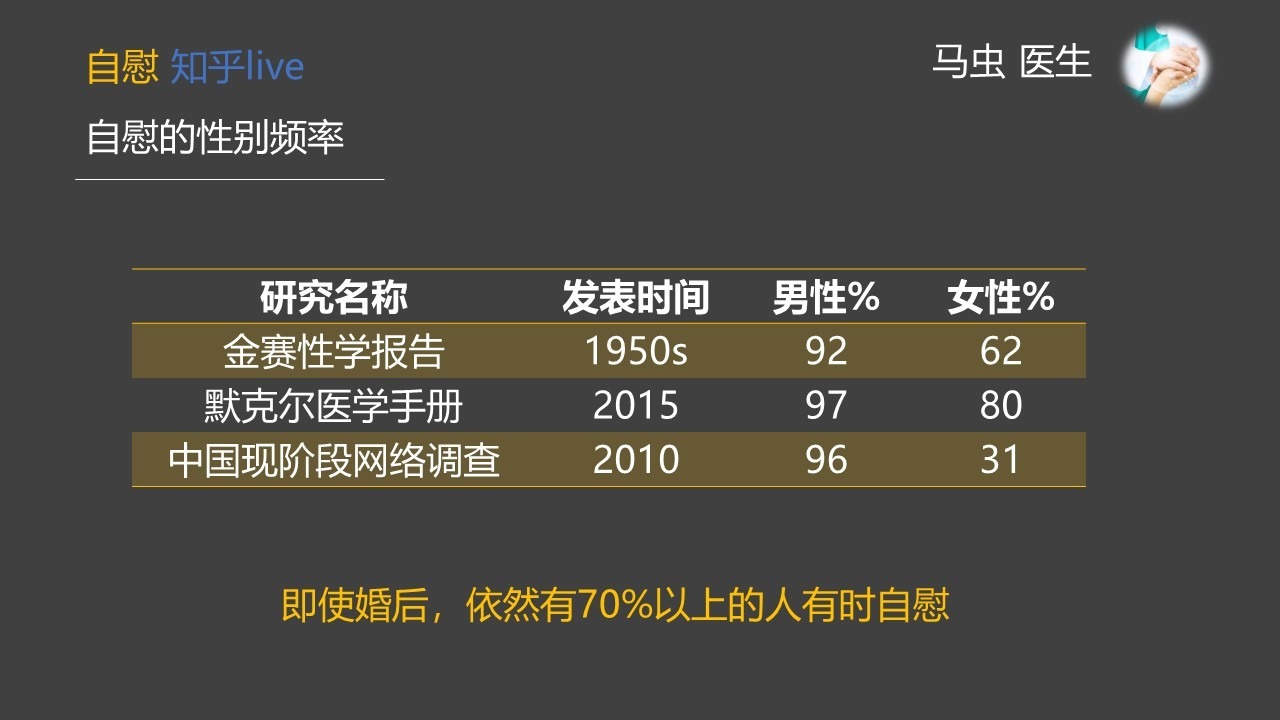 自慰 知乎live
马虫 医生
自慰的性别频率
研究名称 发表时间 男性% 女性%
金赛性学报告 1950s 92 62
默克尔医学手册 2015 97 80
中国现阶段网络调查 2010 96 31
即使婚后，依然有70%以上的人有时自慰